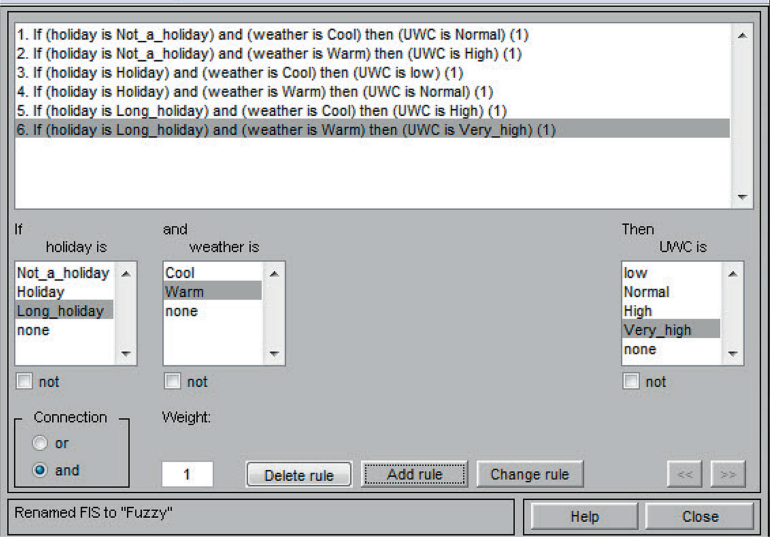 1. If (holiday is Not_a_holiday) and (weather is Cool) then (UWC is Normal) (1)
2. If (holiday is Not_a_holiday) and (weather is Warm) then (UWC is High) (1)
3. If (holiday is Holiday) and (weather is Cool) then (UWC is low) (1)
4. If (holiday is Holiday) and (weather is Warm) then (UWC is Normal) (1)
5. If (holiday is Long_holiday) and (weather is Cool) then (UWC is High) (1)
6. If (holiday is Long_holiday) and (weather is Warm) then (UWC is Very_high) (1)
If
holiday is
Not_a_holiday
Holiday
Long_holiday
none
not
and
weather is
Cool
Warm
none
not
Then
UWC is
low
Normal
High
Very_high
none
not
Connection
or
and
Weight:
1
Delete rule
Add rule
Change rule
<<
>>
Renamed FIS to "Fuzzy"
Help
Close